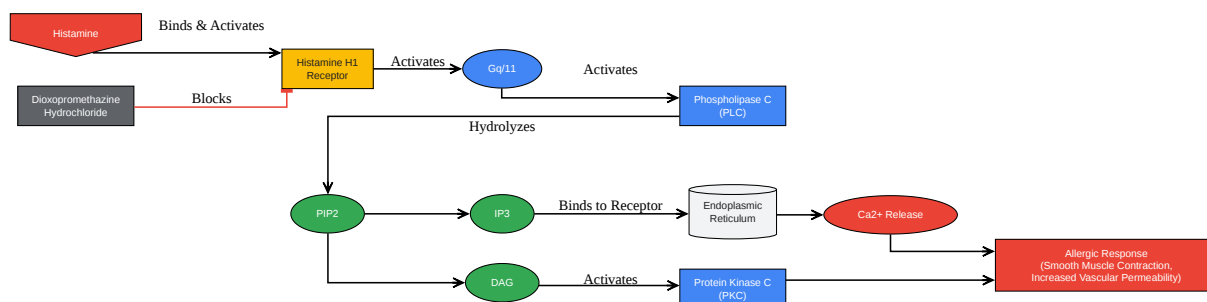 Histamine
Binds & Activates
Histamine H1
Receptor
Activates
Gq/11
Activates
Dioxopromethazine
Hydrochloride
Blocks
Phospholipase C
(PLC)
Hydrolyzes
PIP2
IP3
Binds to Receptor
Endoplasmic
Reticulum
Ca2+ Release
Allergic Response
(Smooth Muscle Contraction,
Increased Vascular Permeability)
DAG
Activates
Protein Kinase C
(PKC)